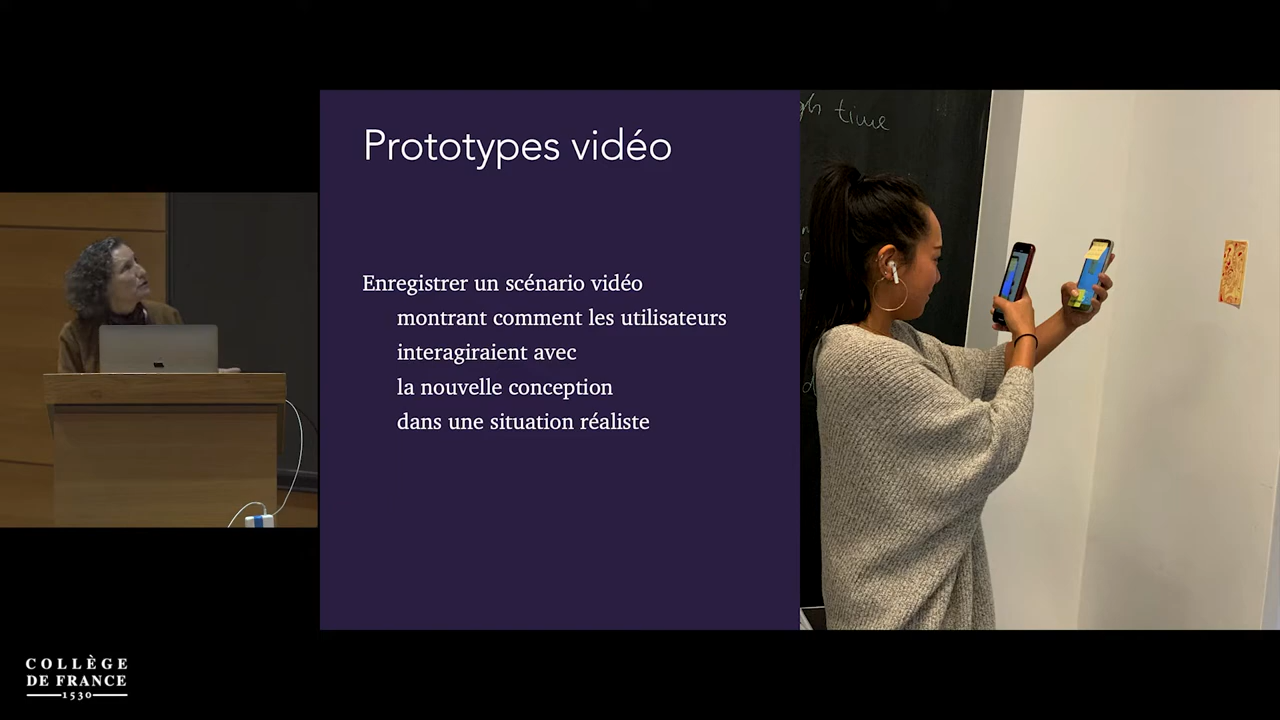 Prototypes vidéo
Enregistrer un scénario vidéo
montrant comment les utilisateurs
interagiraient avec
la nouvelle conception
dans une situation réaliste
time
COLLÈGE
DE FRANCE
1530